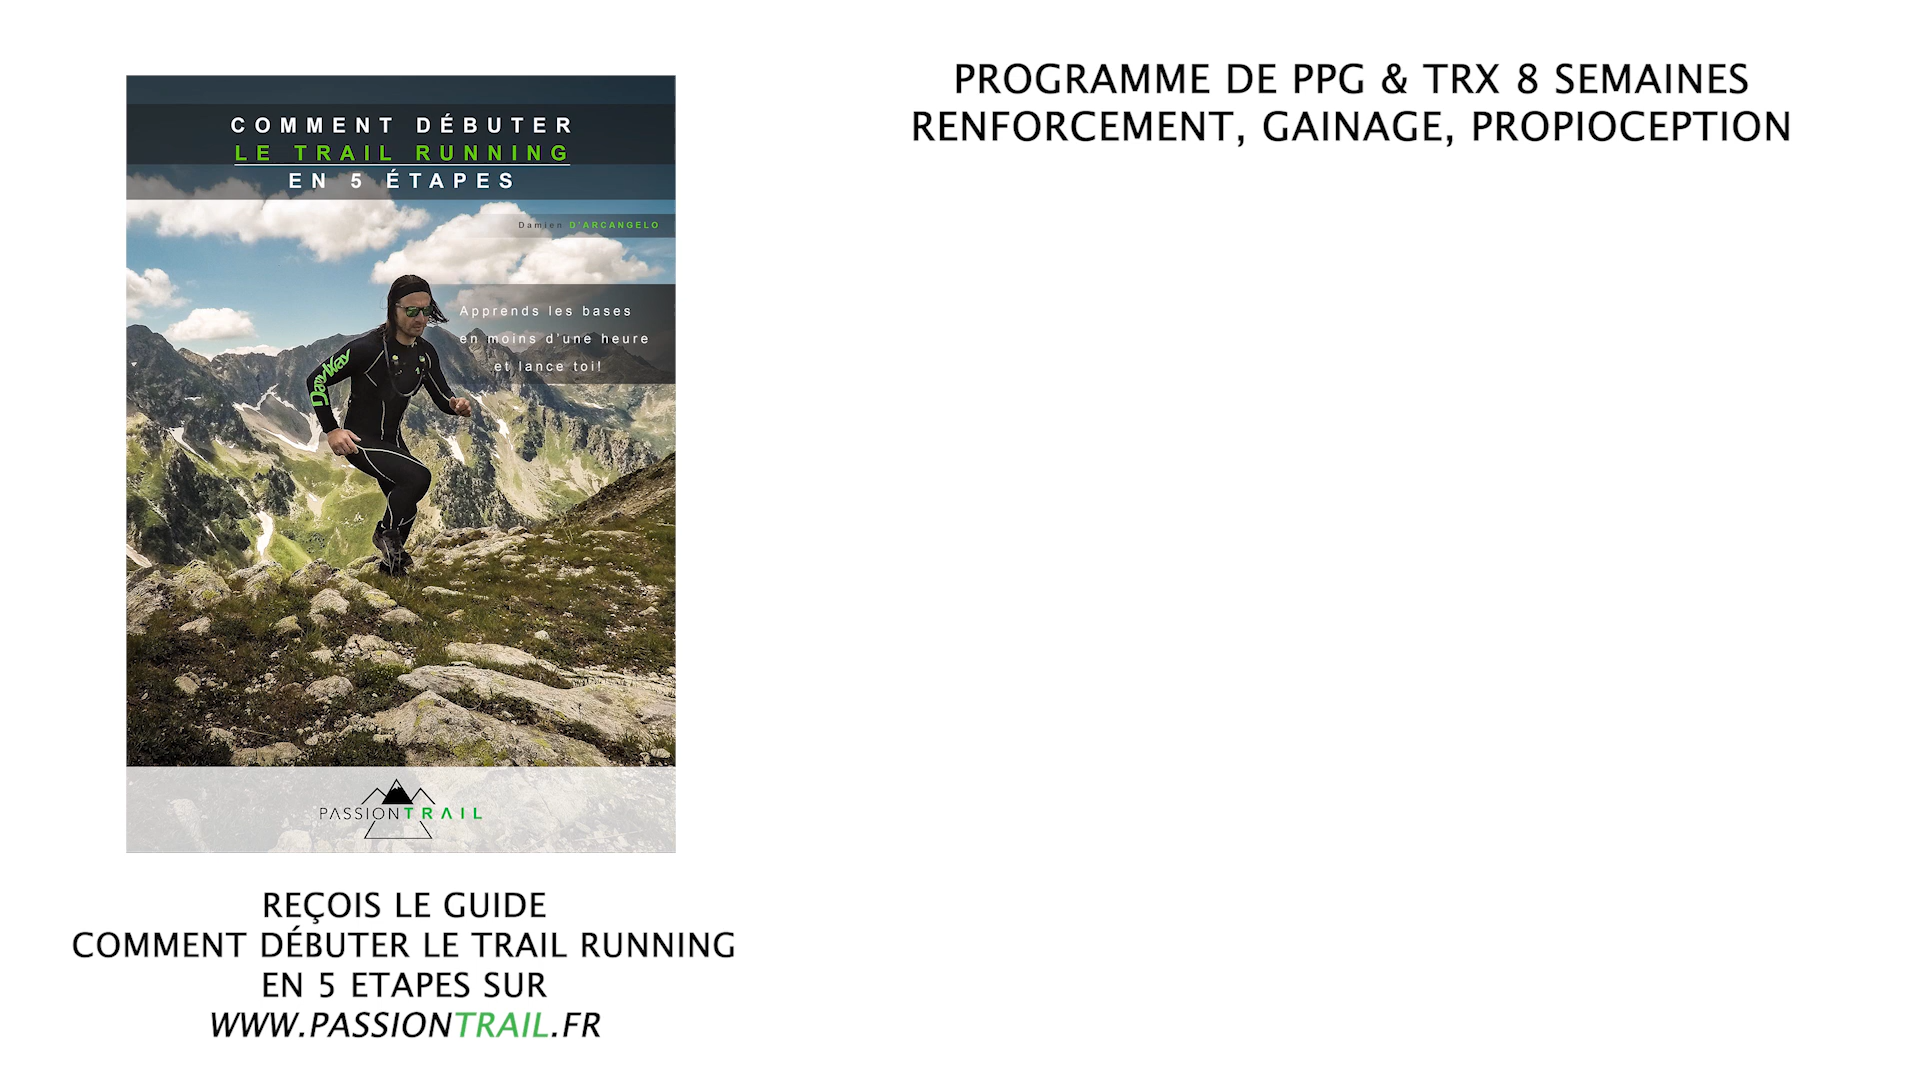 COMMENT DÉBUTER
LE TRAIL RUNNING
EN 5 ÉTAPES
Damien D'ARCANGELO
Apprends les bases
en moins d'une heure
et lance toi!
DamWay
PASSIONTRAIL
REÇOIS LE GUIDE
COMMENT DÉBUTER LE TRAIL RUNNING
EN 5 ETAPES SUR
WWW.PASSIONTRAIL.FR
PROGRAMME DE PPG & TRX 8 SEMAINES
RENFORCEMENT, GAINAGE, PROPIOCEPTION